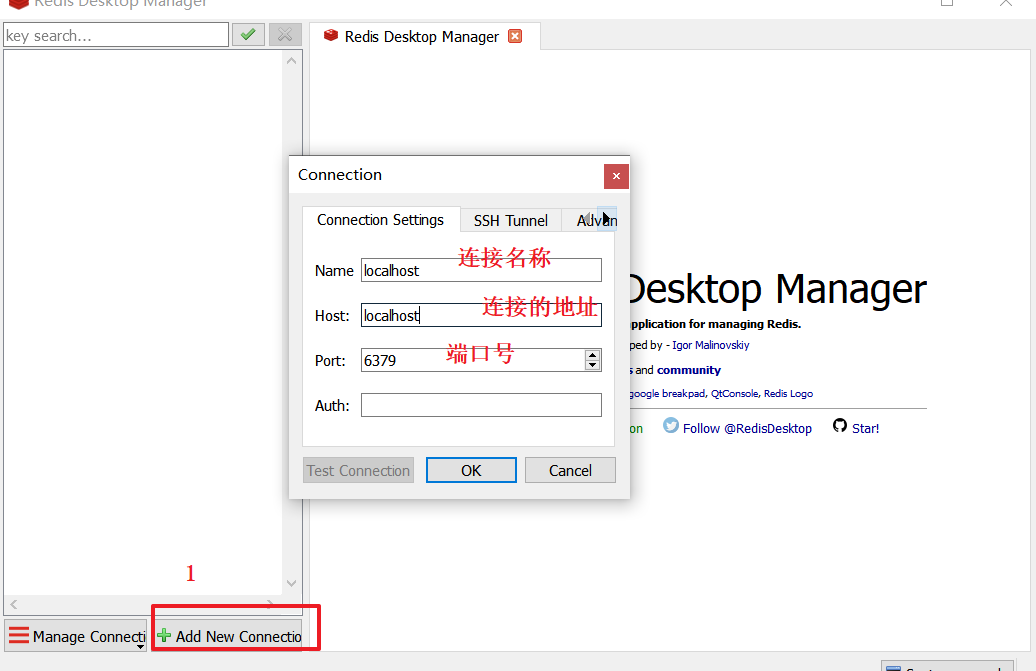 Redis Desktop Manager
key search...
Redis Desktop Manager
Connection
Connection Settings
SSH Tunnel
Advan
Name
localhost
连接名称
Host:
localhost
连接的地址
Port:
6379
端口号
Auth:
Test Connection
OK
Cancel
Desktop Manager
application for managing Redis.
ped by - Igor Malinovskiy
s and community
google breakpad, QtConsole, Redis Logo
on
Follow @RedisDesktop
Star!
1
Manage Connecti
Add New Connectio